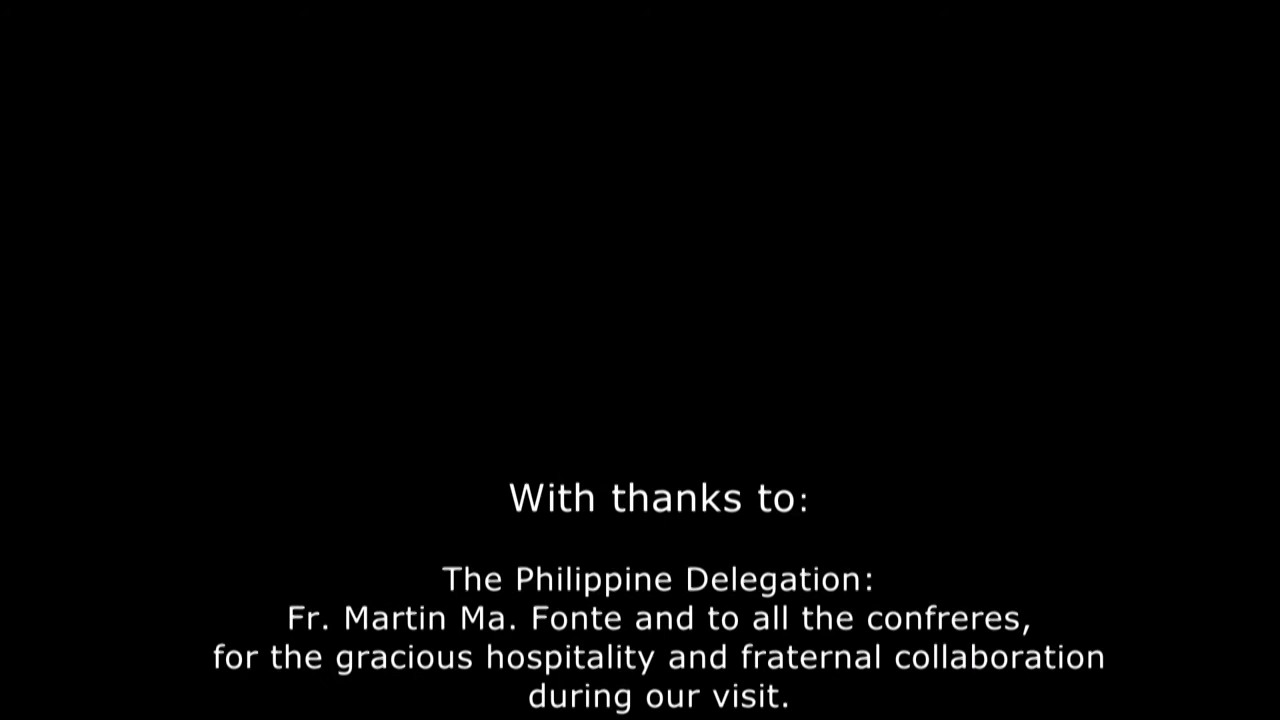 With thanks to:
The Philippine Delegation:
Fr. Martin Ma. Fonte and to all the confreres,
for the gracious hospitality and fraternal collaboration
during our visit.